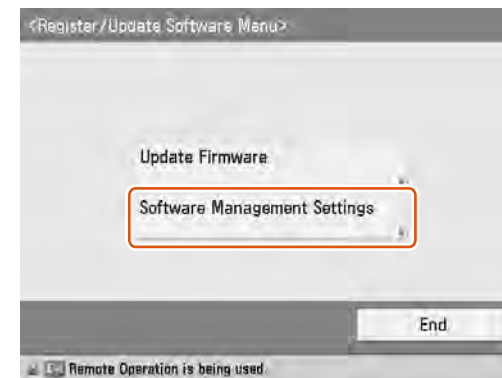 <Register/Update Software Menu>
Update Firmware
Software Management Settings
End
Remote Operation is being used.